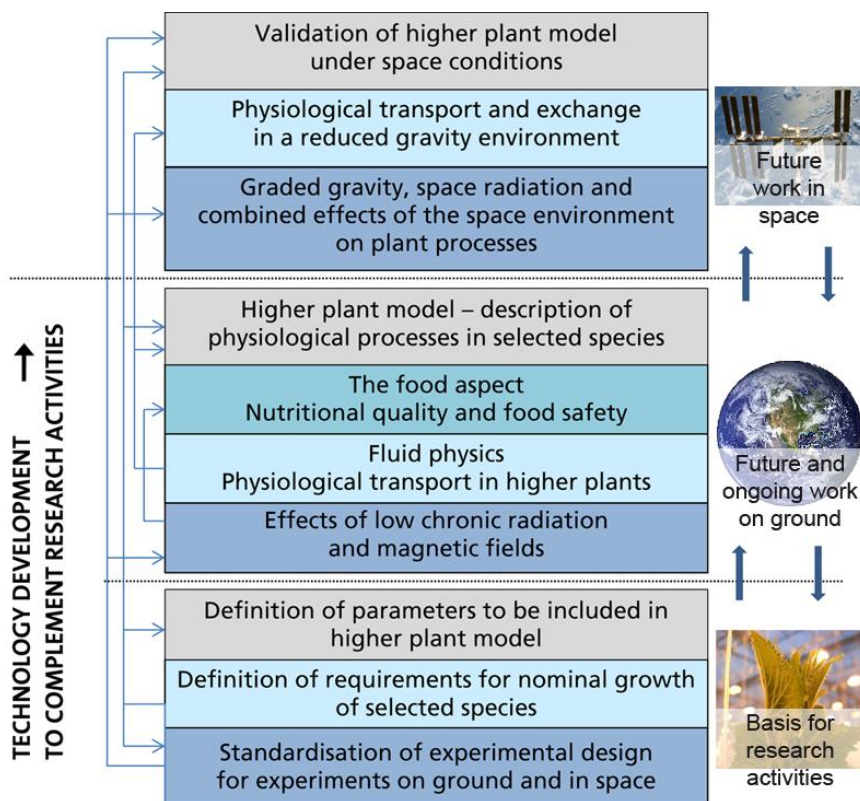 Validation of higher plant model
under space conditions
Physiological transport and exchange
in a reduced gravity environment
Graded gravity, space radiation and
combined effects of the space environment
on plant processes
Future
work in
space
Higher plant model – description of
physiological processes in selected species
The food aspect
Nutritional quality and food safety
Fluid physics
Physiological transport in higher plants
Effects of low chronic radiation
and magnetic fields
Future and
ongoing work
on ground
Definition of parameters to be included in
higher plant model
Definition of requirements for nominal growth
of selected species
Standardisation of experimental design
for experiments on ground and in space
Basis for
research
activities
TECHNOLOGY DEVELOPMENT
TO COMPLEMENT RESEARCH ACTIVITIES